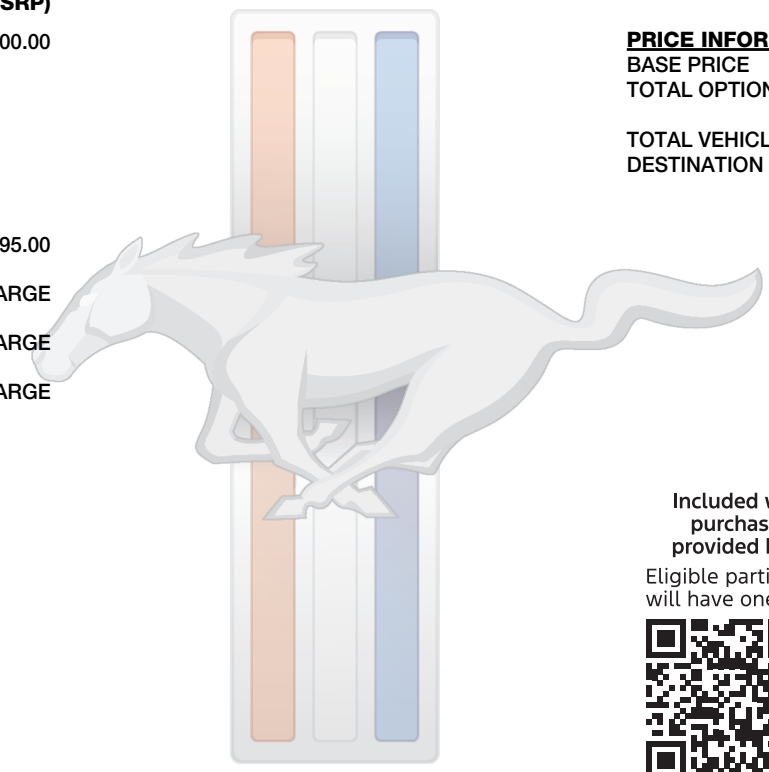 SRP)
00.00
95.00
ARGE
ARGE
ARGE
PRICE INFOR
BASE PRICE
TOTAL OPTION
TOTAL VEHICL
DESTINATION
Included w
purchas
provided b
Eligible parti
will have one